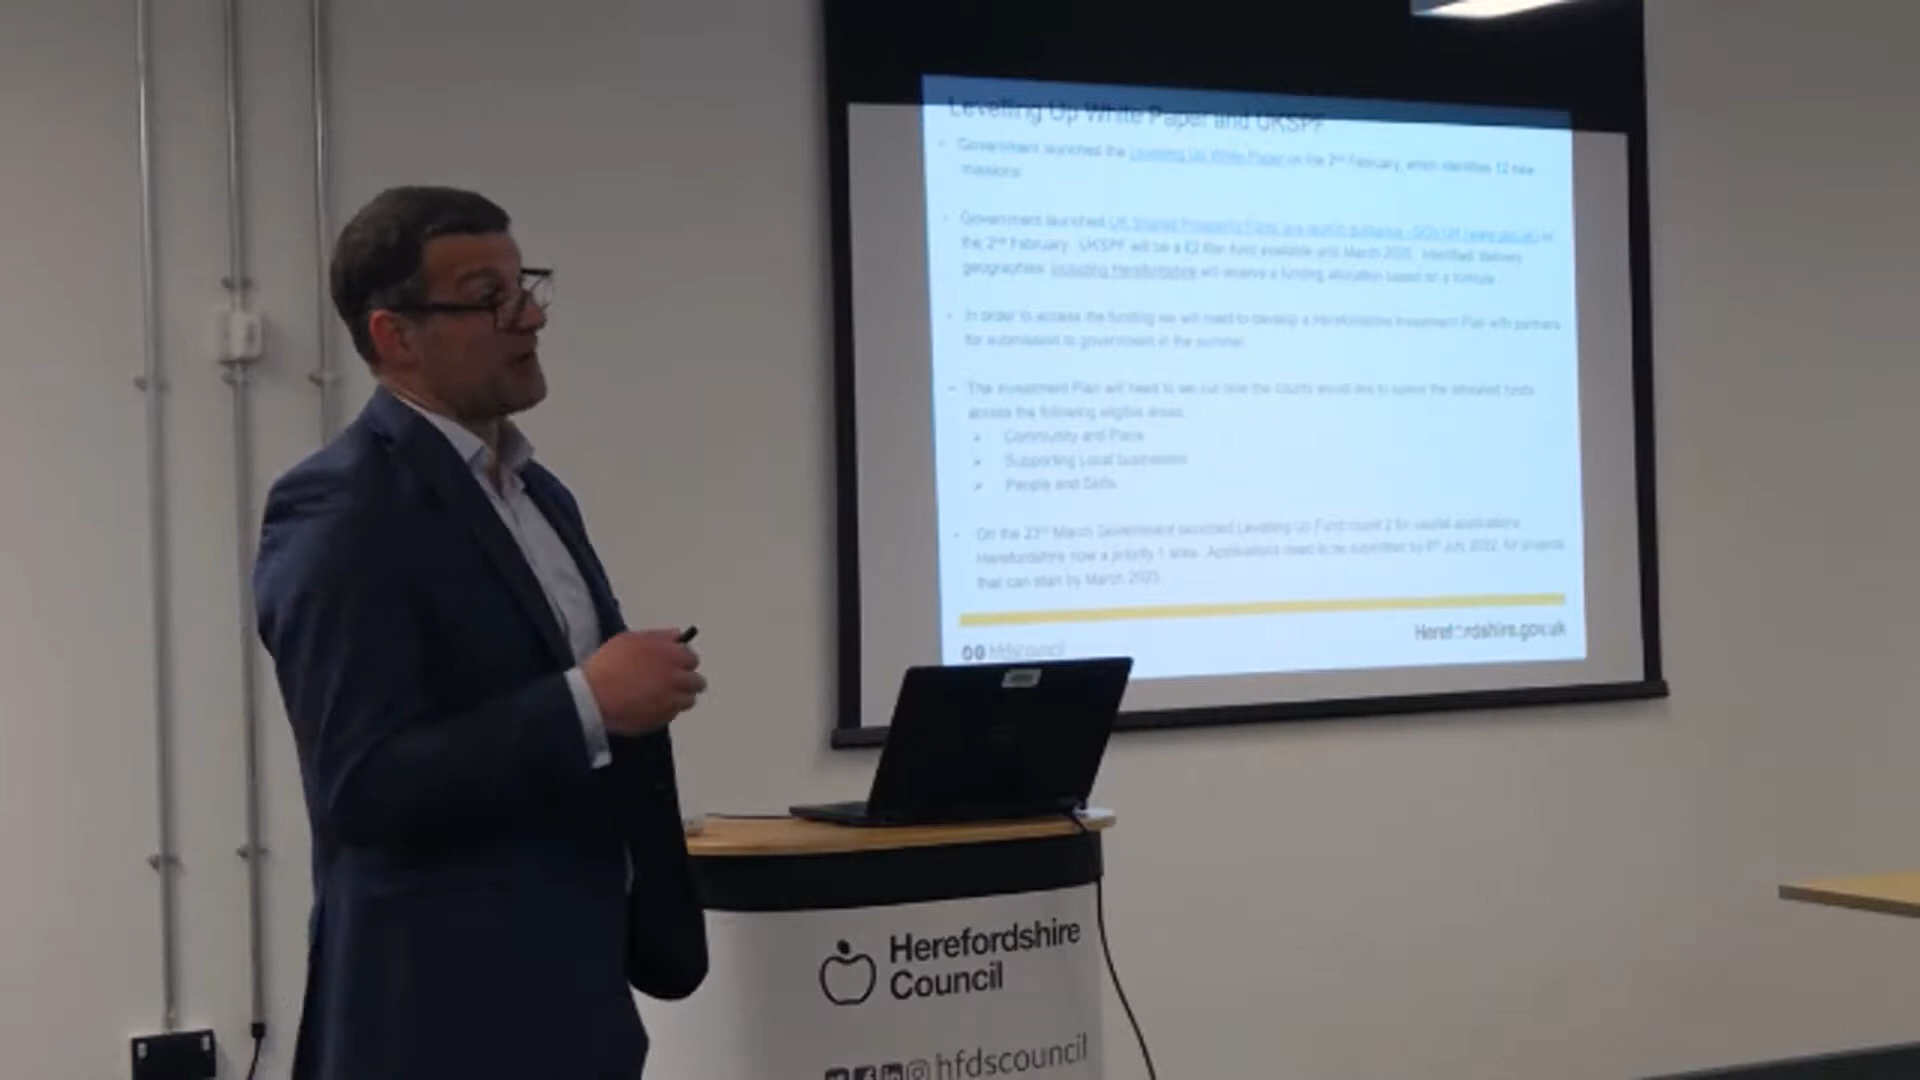 Levelling Up White Paper and UKSPF
Government launched the Levelling Up White Paper on the 2nd February, which identifies 12 new
missions
Government launched UK Shared Prosperity Fund pre-launch guidance - GOV.UK (www.gov.uk) on
the 2nd February. UKSPF will be a £2 fund available until March 2025. Identified delivery
geographies including Herefordshire will receive a funding allocation based on a formula
In order to access the funding we will need to develop a Herefordshire Investment Plan with partners
for submission to government in the summer.
The Investment Plan will need to set out how the county would like to spend the allocated funds
across the following eligible areas:
Community and Place
Supporting Local businesses
People and Skills
On the 23rd March Government launched Levelling up Fund round 2 for capital applications
Herefordshire now a priority 1 area. Applications need to be submitted by 6th July 2022, for projects
that can start by March 2023.
Herefordshire.gov.uk
hfdscouncil
Herefordshire
Council
hfdscouncil